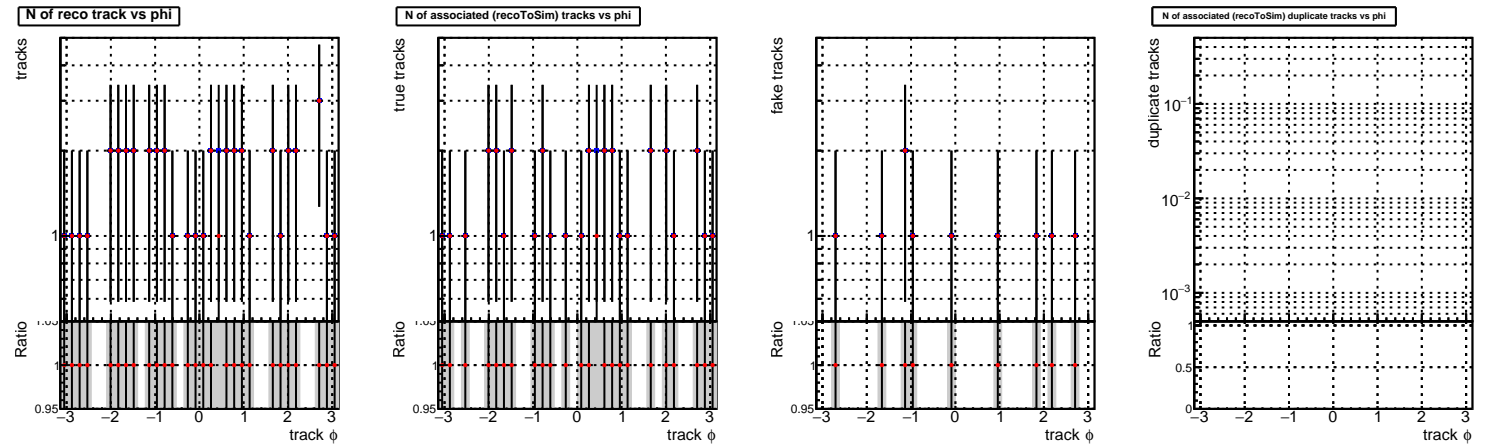 N of reco track vs phi
tracks
1
Ratio
1
0.95
−3 −2 −1 0 1 2 3
track ϕ
N of associated (recoToSim) tracks vs phi
true tracks
1
Ratio
1
0.95
−3 −2 −1 0 1 2 3
track ϕ
fake tracks
1
Ratio
1
0.95
−3 −2 −1 0 1 2 3
track ϕ
N of associated (recoToSim) duplicate tracks vs phi
duplicate tracks
10−1
10−2
10−3
Ratio
1
0.5
0
−3 −2 −1 0 1 2 3
track ϕ